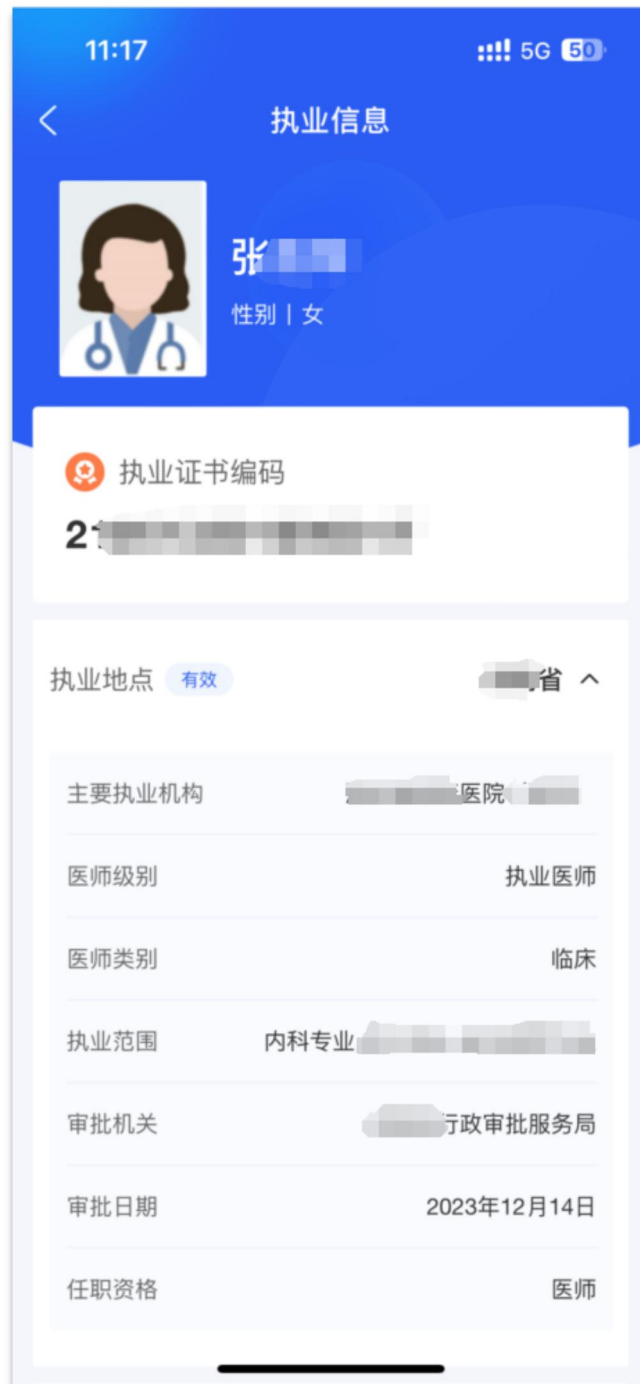 11:17 5G 50
执业信息
张
性别 | 女
执业证书编码
2
执业地点 有效 省
主要执业机构 医院
医师级别 执业医师
医师类别 临床
执业范围 内科专业
审批机关 行政审批服务局
审批日期 2023年12月14日
任职资格 医师